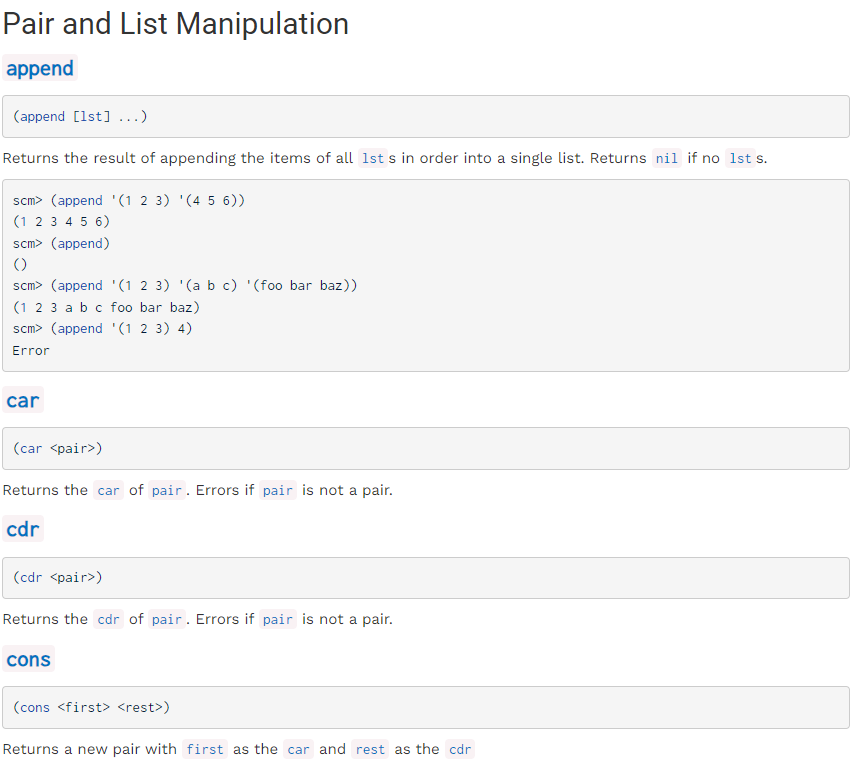 Pair and List Manipulation
append
(append [lst] ...)
Returns the result of appending the items of all lst s in order into a single list. Returns nil if no lst s.
scm> (append '(1 2 3) '(4 5 6))
(1 2 3 4 5 6)
scm> (append)
()
scm> (append '(1 2 3) '(a b c) '(foo bar baz))
(1 2 3 a b c foo bar baz)
scm> (append '(1 2 3) 4)
Error
car
(car <pair>)
Returns the car of pair. Errors if pair is not a pair.
cdr
(cdr <pair>)
Returns the cdr of pair. Errors if pair is not a pair.
cons
(cons <first> <rest>)
Returns a new pair with first as the car and rest as the cdr